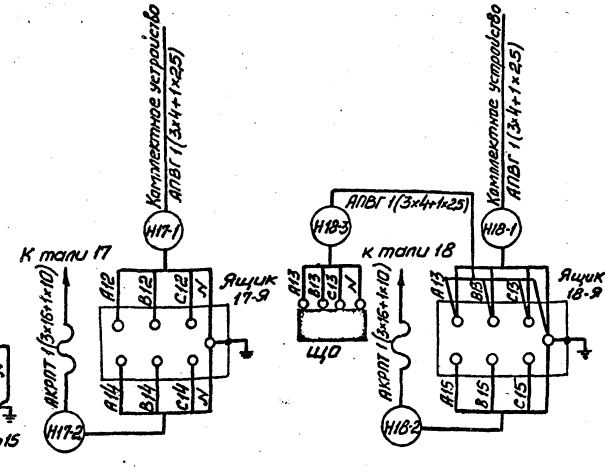 Комплектное устройство
АПВГ 1(3х4+1х2,5)
Н17-1
К тали 17
АКРПТ 1(3х16+1х10)
А12
В12
С12
N
Ящик
17-Я
А14
В14
С14
N
Н17-2
15
Комплектное устройство
АПВГ 1(3х4+1х2,5)
АПВГ 1(3х4+1х2,5)
Н18-3
Н18-1
А13
В13
С13
N
ЩО
к тали 18
АКРПТ 1(3х16+1х10)
А13
В13
С13
Ящик
18-Я
А15
В15
С15
Н18-2